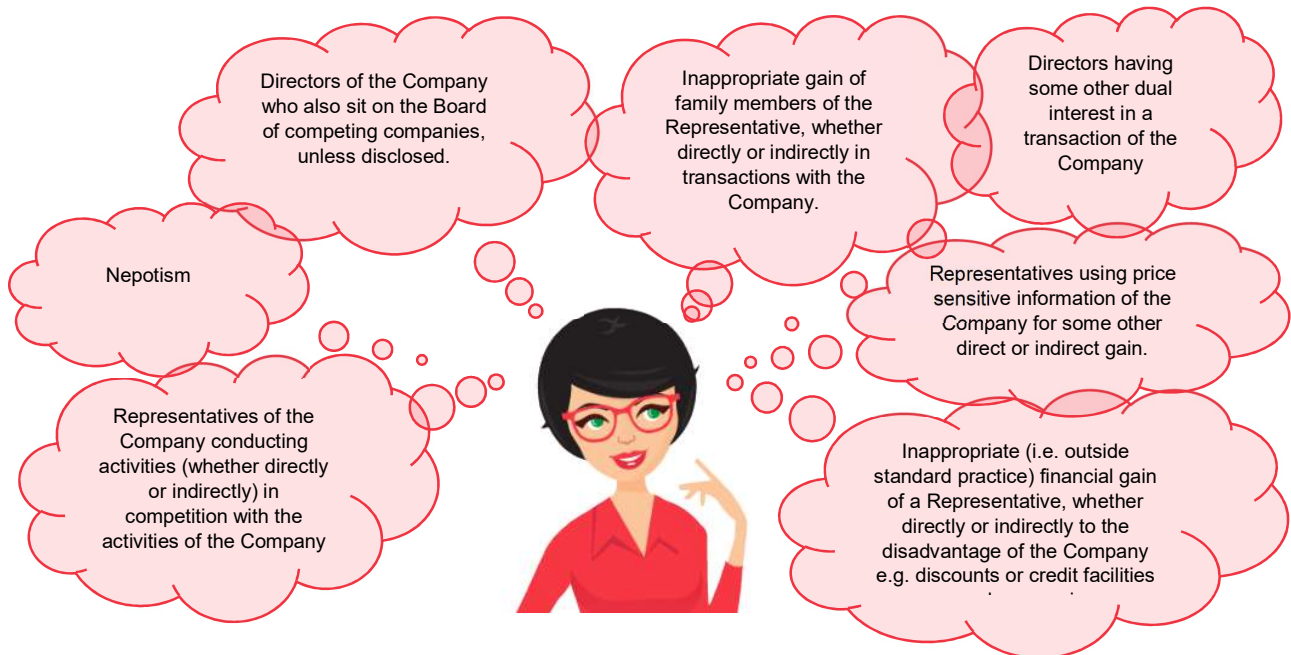 Directors of the Company
who also sit on the Board
of competing companies,
unless disclosed.
Inappropriate gain of
family members of the
Representative, whether
directly or indirectly in
transactions with the
Company.
Directors having
some other dual
interest in a
transaction of the
Company
Nepotism
Representatives using price
sensitive information of the
Company for some other
direct or indirect gain.
Representatives of the
Company conducting
activities (whether directly
or indirectly) in
competition with the
activities of the Company
Inappropriate (i.e. outside
standard practice) financial gain
of a Representative, whether
directly or indirectly to the
disadvantage of the Company
e.g. discounts or credit facilities